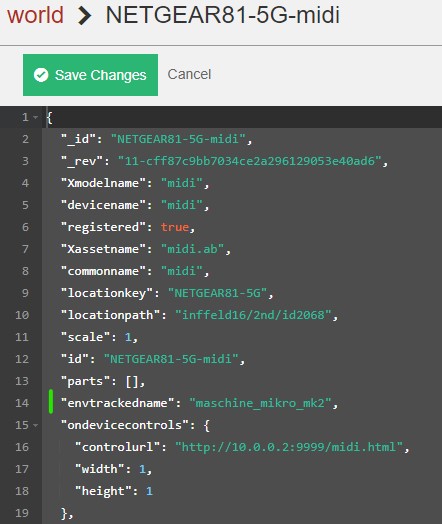 world > NETGEAR81-5G-midi
Save Changes Cancel
1 {
2 "_id": "NETGEAR81-5G-midi",
3 "_rev": "11-cff87c9bb7034ce2a296129053e40ad6",
4 "Xmodelname": "midi",
5 "devicename": "midi",
6 "registered": true,
7 "Xassetname": "midi.ab",
8 "commonname": "midi",
9 "locationkey": "NETGEAR81-5G",
10 "locationpath": "inffeld16/2nd/id2068",
11 "scale": 1,
12 "id": "NETGEAR81-5G-midi",
13 "parts": [],
14 "envtrackedname": "maschine_mikro_mk2",
15 "ondevicecontrols": {
16 "controlurl": "http://10.0.0.2:9999/midi.html",
17 "width": 1,
18 "height": 1
19 },